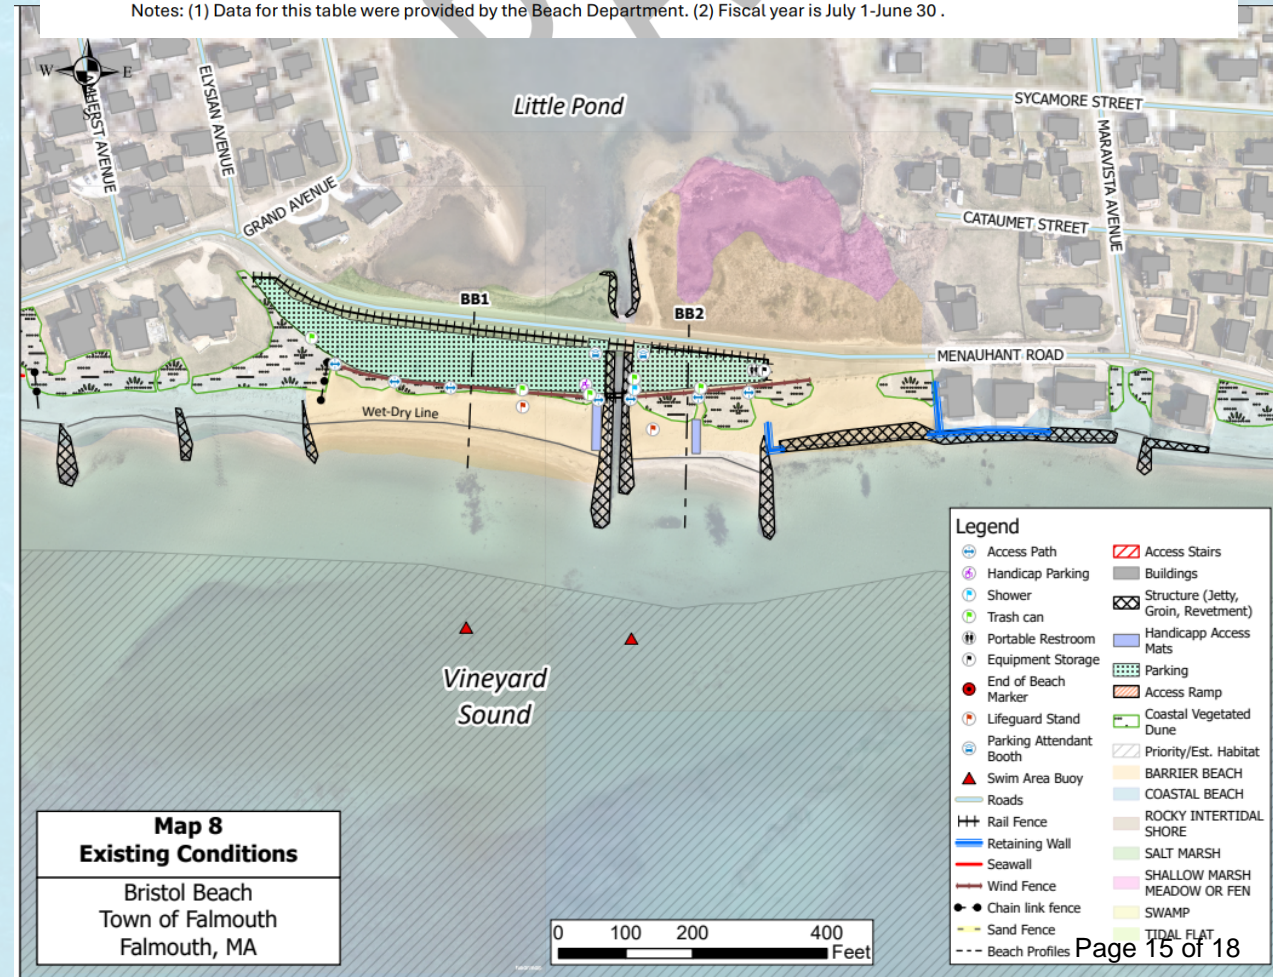 Notes: (1) Data for this table were provided by the Beach Department. (2) Fiscal year is July 1-June 30 .
W E
S
AMHERST AVENUE
ELYSIAN AVENUE
GRAND AVENUE
Little Pond
SYCAMORE STREET
MARAVISTA AVENUE
CATAUMET STREET
BB1
BB2
MENAUHANT ROAD
Wet-Dry Line
Vineyard
Sound
Legend
Access Path
Handicap Parking
Shower
Trash can
Portable Restroom
Equipment Storage
End of Beach
Marker
Lifeguard Stand
Parking Attendant
Booth
Swim Area Buoy
Roads
Rail Fence
Retaining Wall
Seawall
Wind Fence
Chain link fence
Sand Fence
Beach Profiles
Access Stairs
Buildings
Structure (Jetty,
Groin, Revetment)
Handicapp Access
Mats
Parking
Access Ramp
Coastal Vegetated
Dune
Priority/Est. Habitat
BARRIER BEACH
COASTAL BEACH
ROCKY INTERTIDAL
SHORE
SALT MARSH
SHALLOW MARSH
MEADOW OR FEN
SWAMP
TIDAL FLAT
Page 15 of 18
Map 8
Existing Conditions
Bristol Beach
Town of Falmouth
Falmouth, MA
0 100 200 400
Feet